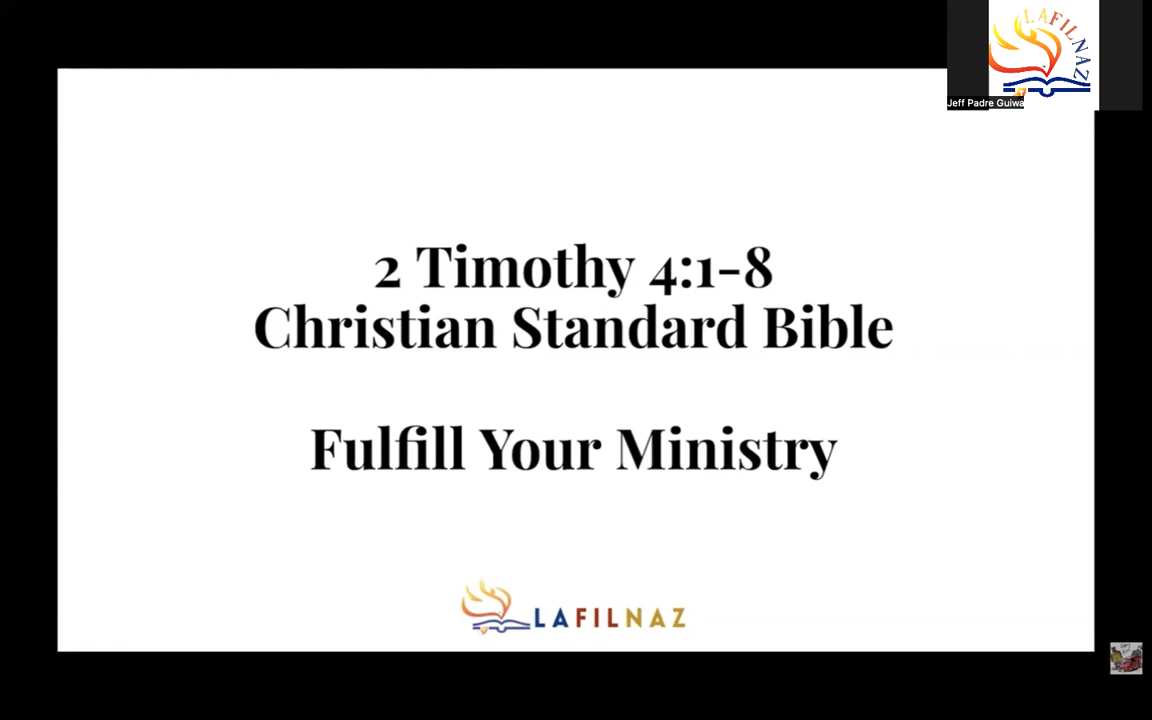 LAFILNAZ
Jeff Padre Guiwa
2 Timothy 4:1-8
Christian Standard Bible
Fulfill Your Ministry
LAFILNAZ